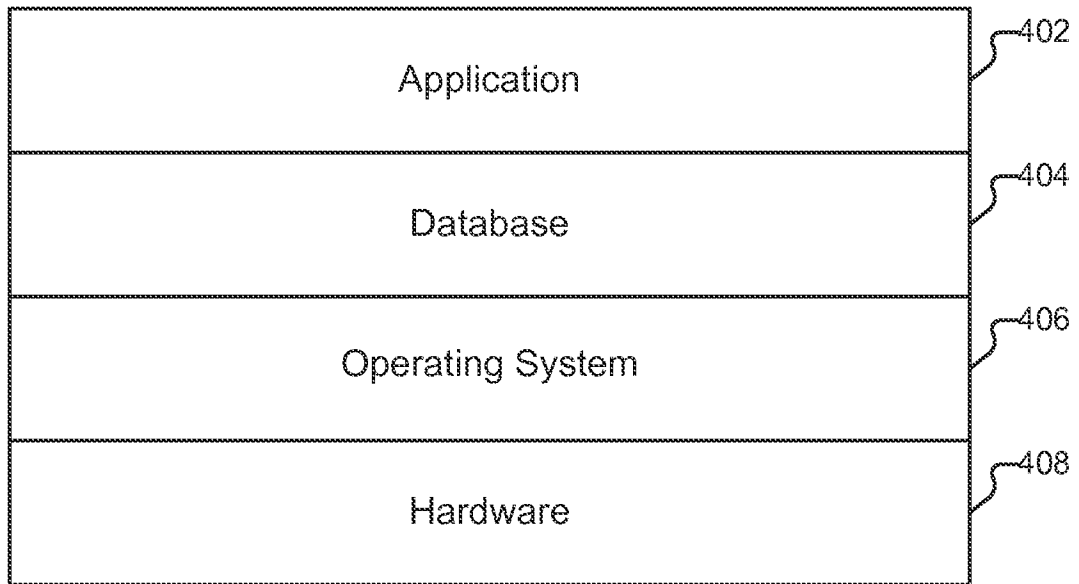 402
Application
404
Database
406
Operating System
408
Hardware